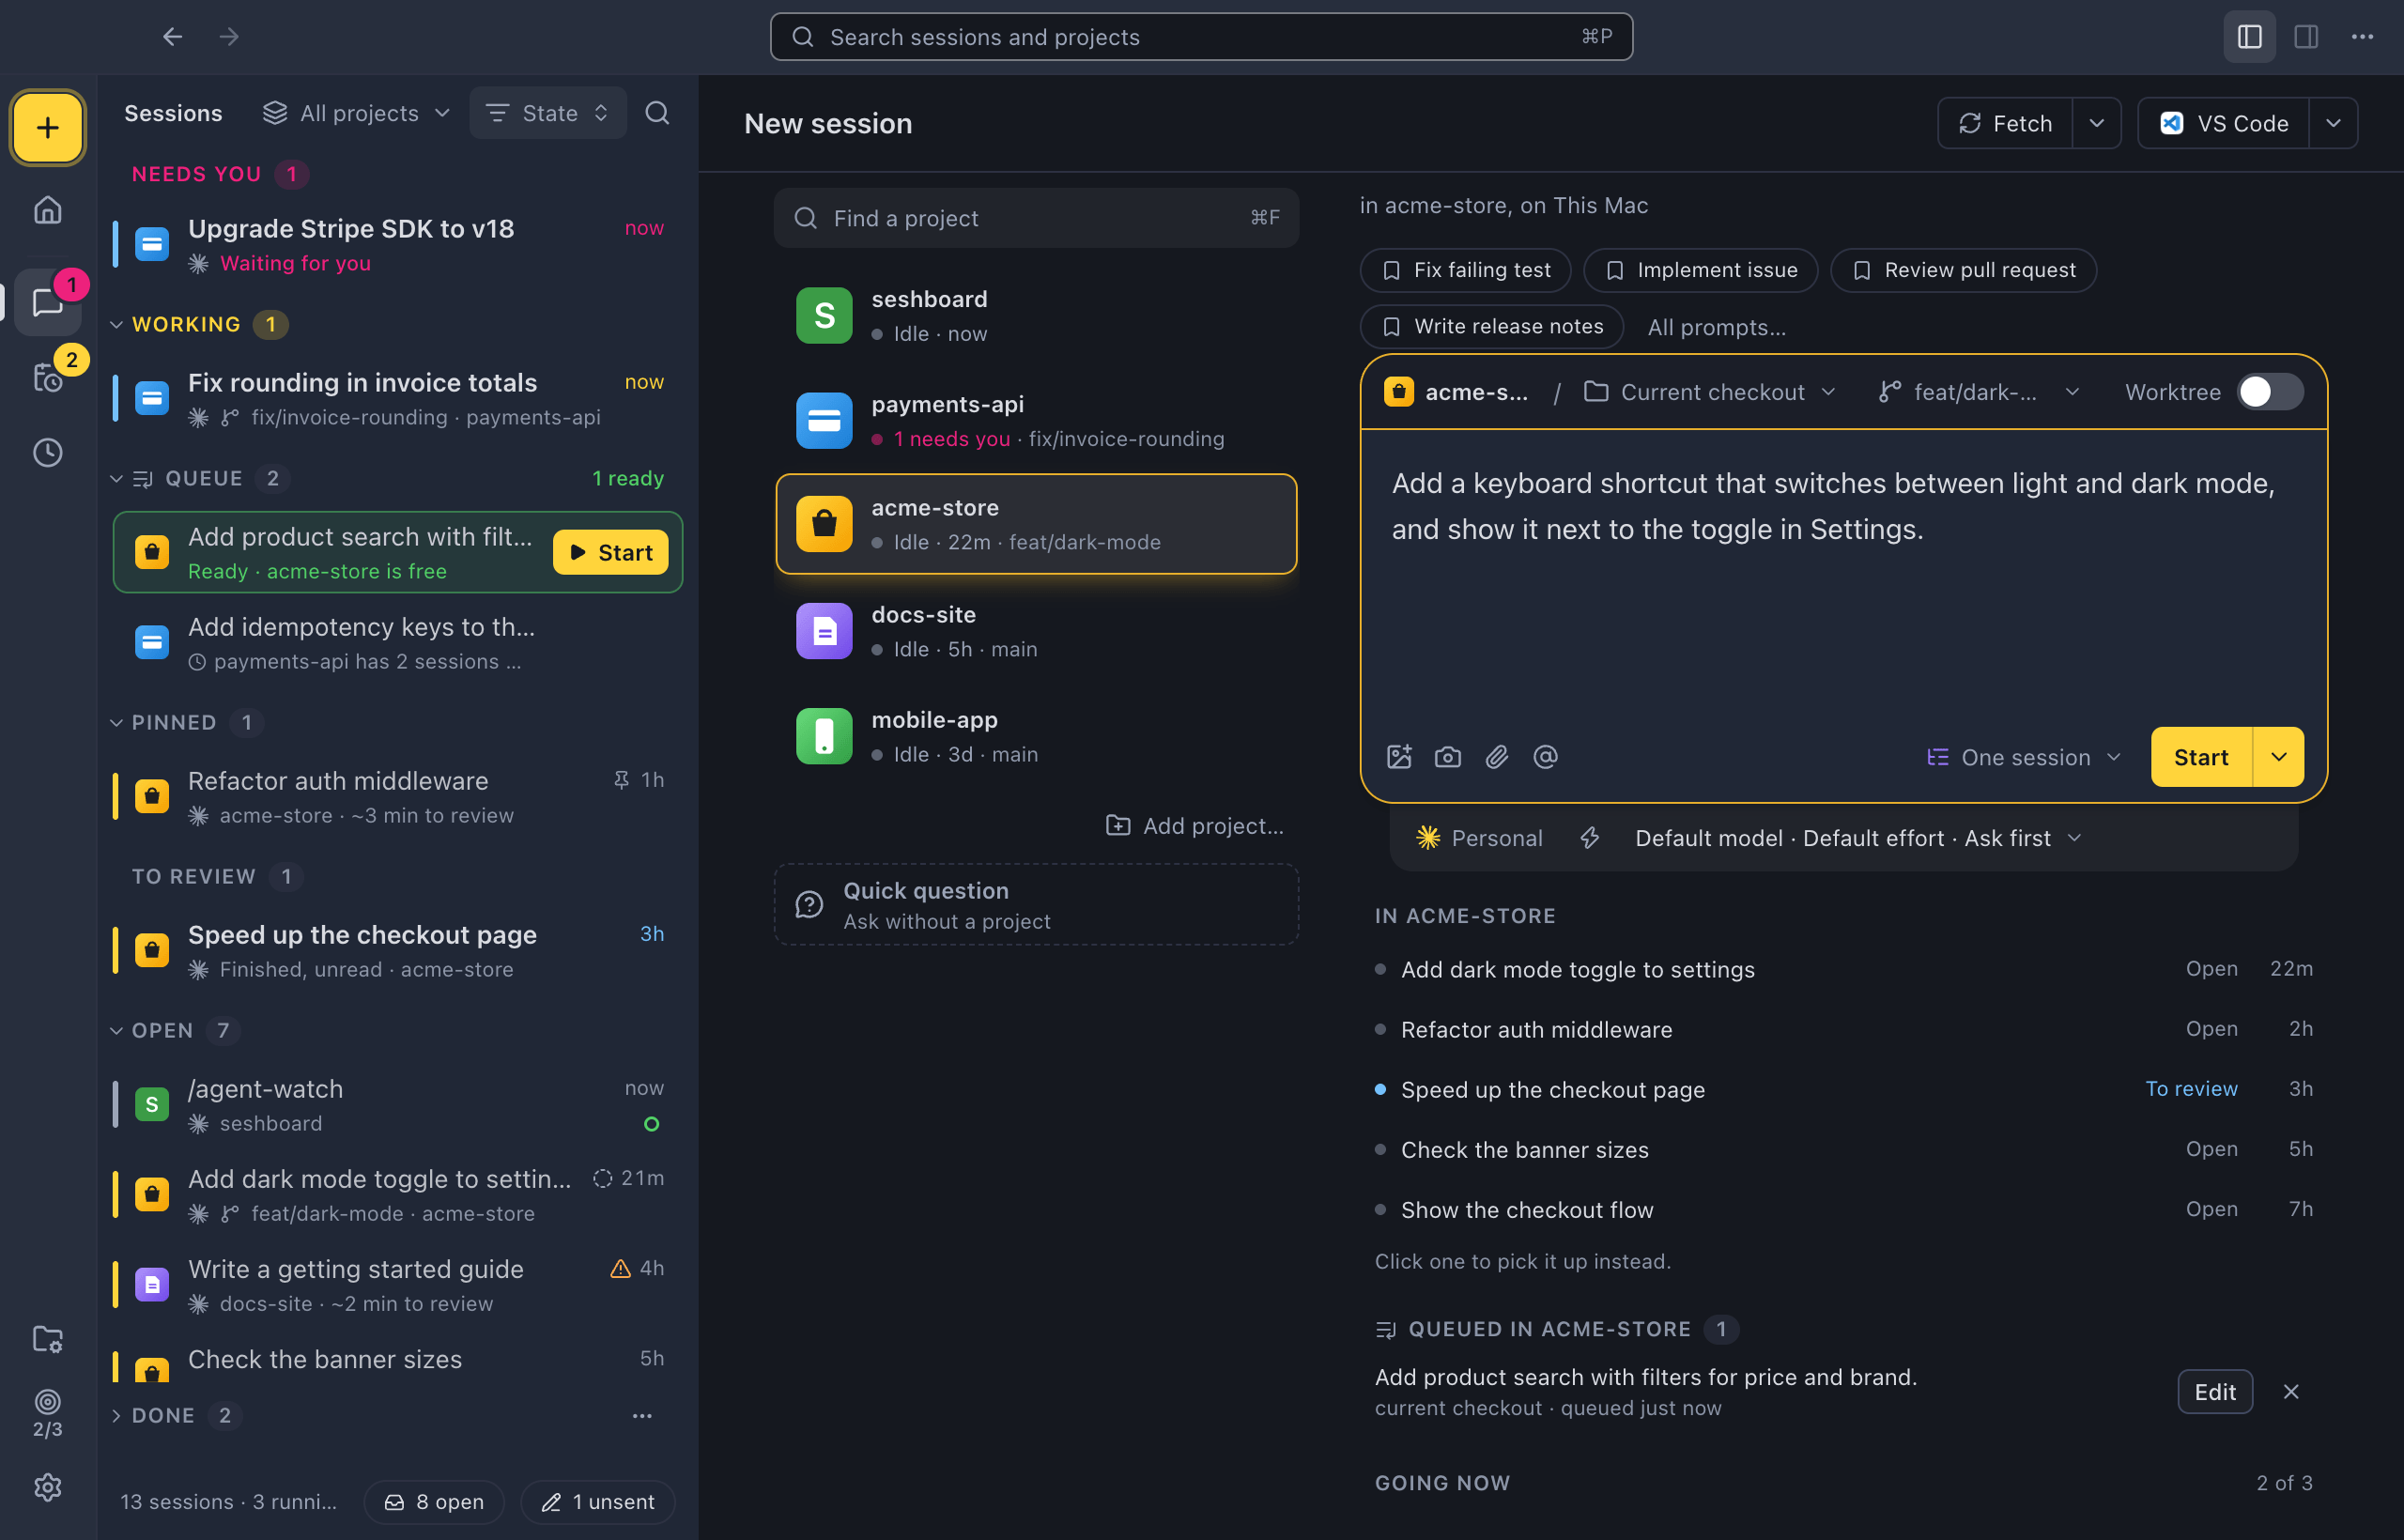 Search sessions and projects
⌘P
Sessions
All projects
State
NEEDS YOU 1
Upgrade Stripe SDK to v18
now
Waiting for you
1
WORKING 1
2
Fix rounding in invoice totals
now
fix/invoice-rounding · payments-api
QUEUE 2
1 ready
Add product search with filt...
Ready · acme-store is free
Start
Add idempotency keys to th...
payments-api has 2 sessions ...
PINNED 1
Refactor auth middleware
1h
acme-store · ~3 min to review
TO REVIEW 1
Speed up the checkout page
3h
Finished, unread · acme-store
OPEN 7
S
/agent-watch
now
seshboard
Add dark mode toggle to settin...
21m
feat/dark-mode · acme-store
Write a getting started guide
4h
docs-site · ~2 min to review
Check the banner sizes
5h
DONE 2
2/3
13 sessions · 3 runni...
8 open
1 unsent
New session
Fetch
VS Code
Find a project
⌘F
S
seshboard
Idle · now
payments-api
1 needs you · fix/invoice-rounding
acme-store
Idle · 22m · feat/dark-mode
docs-site
Idle · 5h · main
mobile-app
Idle · 3d · main
Add project...
Quick question
Ask without a project
in acme-store, on This Mac
Fix failing test
Implement issue
Review pull request
Write release notes
All prompts...
acme-s... / Current checkout
feat/dark-...
Worktree
Add a keyboard shortcut that switches between light and dark mode,
and show it next to the toggle in Settings.
One session
Start
Personal
Default model · Default effort · Ask first
IN ACME-STORE
Add dark mode toggle to settings
Open 22m
Refactor auth middleware
Open 2h
Speed up the checkout page
To review 3h
Check the banner sizes
Open 5h
Show the checkout flow
Open 7h
Click one to pick it up instead.
QUEUED IN ACME-STORE 1
Add product search with filters for price and brand.
current checkout · queued just now
Edit
GOING NOW
2 of 3